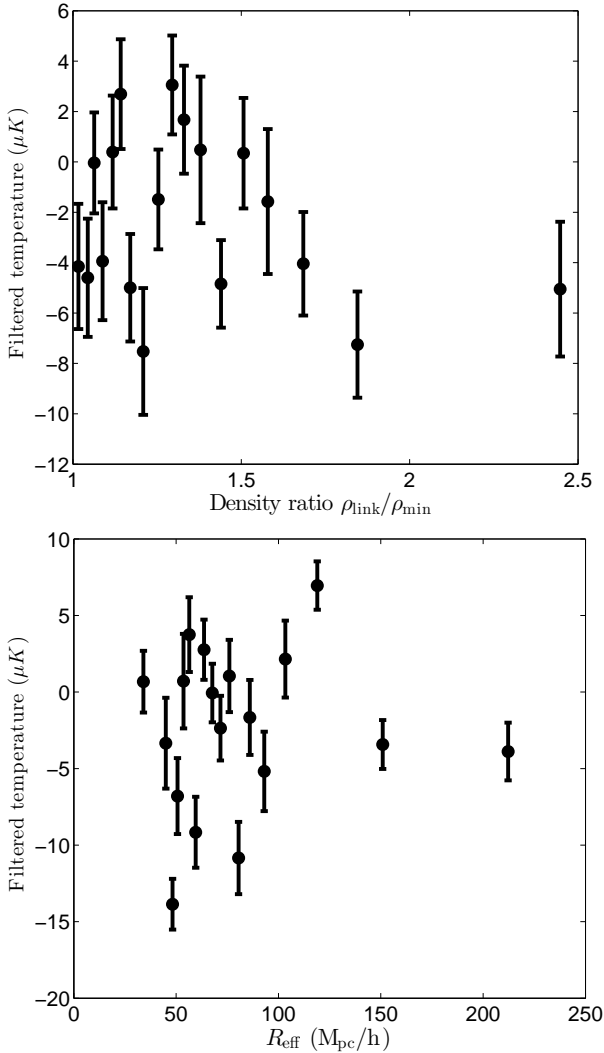 6
4
2
0
−2
−4
−6
−8
−10
−12
Filtered temperature (μK)
1 1.5 2 2.5
Density ratio ρlink/ρmin
10
5
0
−5
−10
−15
−20
Filtered temperature (μK)
0 50 100 150 200 250
Reff (Mpc/h)